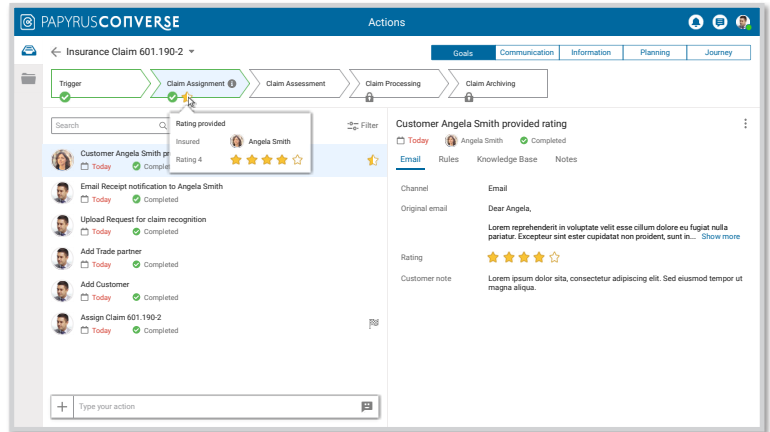 PAPYRUSCONVERSE
Actions
Insurance Claim 601.190-2
Goals
Communication
Information
Planning
Journey
Trigger
Claim Assignment
Claim Assessment
Claim Processing
Claim Archiving
Search
Filter
Rating provided
Insured
Angela Smith
Rating 4
Customer Angela Smith pr
Today
Complet
Email Receipt notification to Angela Smith
Today
Completed
Upload Request for claim recognition
Today
Completed
Add Trade partner
Today
Completed
Add Customer
Today
Completed
Assign Claim 601.190-2
Today
Completed
Type your action
Customer Angela Smith provided rating
Today
Angela Smith
Completed
Email
Rules
Knowledge Base
Notes
Channel
Email
Original email
Dear Angela,
Lorem reprehenderit in voluptate velit esse cillum dolore eu fugiat nulla
pariatur. Excepteur sint ester cupidatat non proident, sunt in... Show more
Rating
Customer note
Lorem ipsum dolor sita, consectetur adipiscing elit. Sed eiusmod tempor ut
magna aliqua.